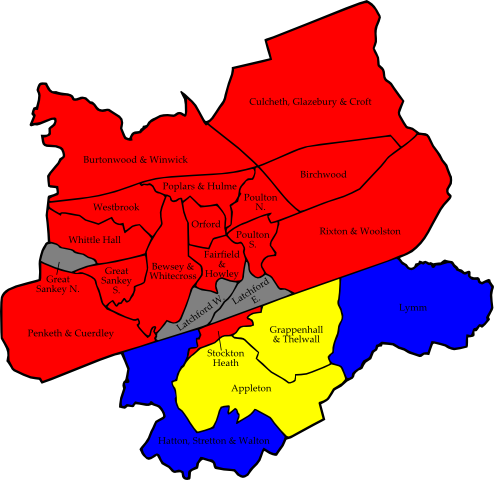 Culcheth, Glazebury & Croft
Burtonwood & Winwick
Birchwood
Poplars & Hulme
Poulton
N.
Westbrook
Orford
Rixton & Woolston
Whittle Hall
Poulton
S.
Fairfield
&
Howley
Bewsey &
Whitecross
Great
Sankey N.
Great
Sankey
S.
Latchford W.
Latchford
E.
Lymm
Penketh & Cuerdley
Grappenhall
& Thelwall
Stockton
Heath
Appleton
Hatton, Stretton & Walton